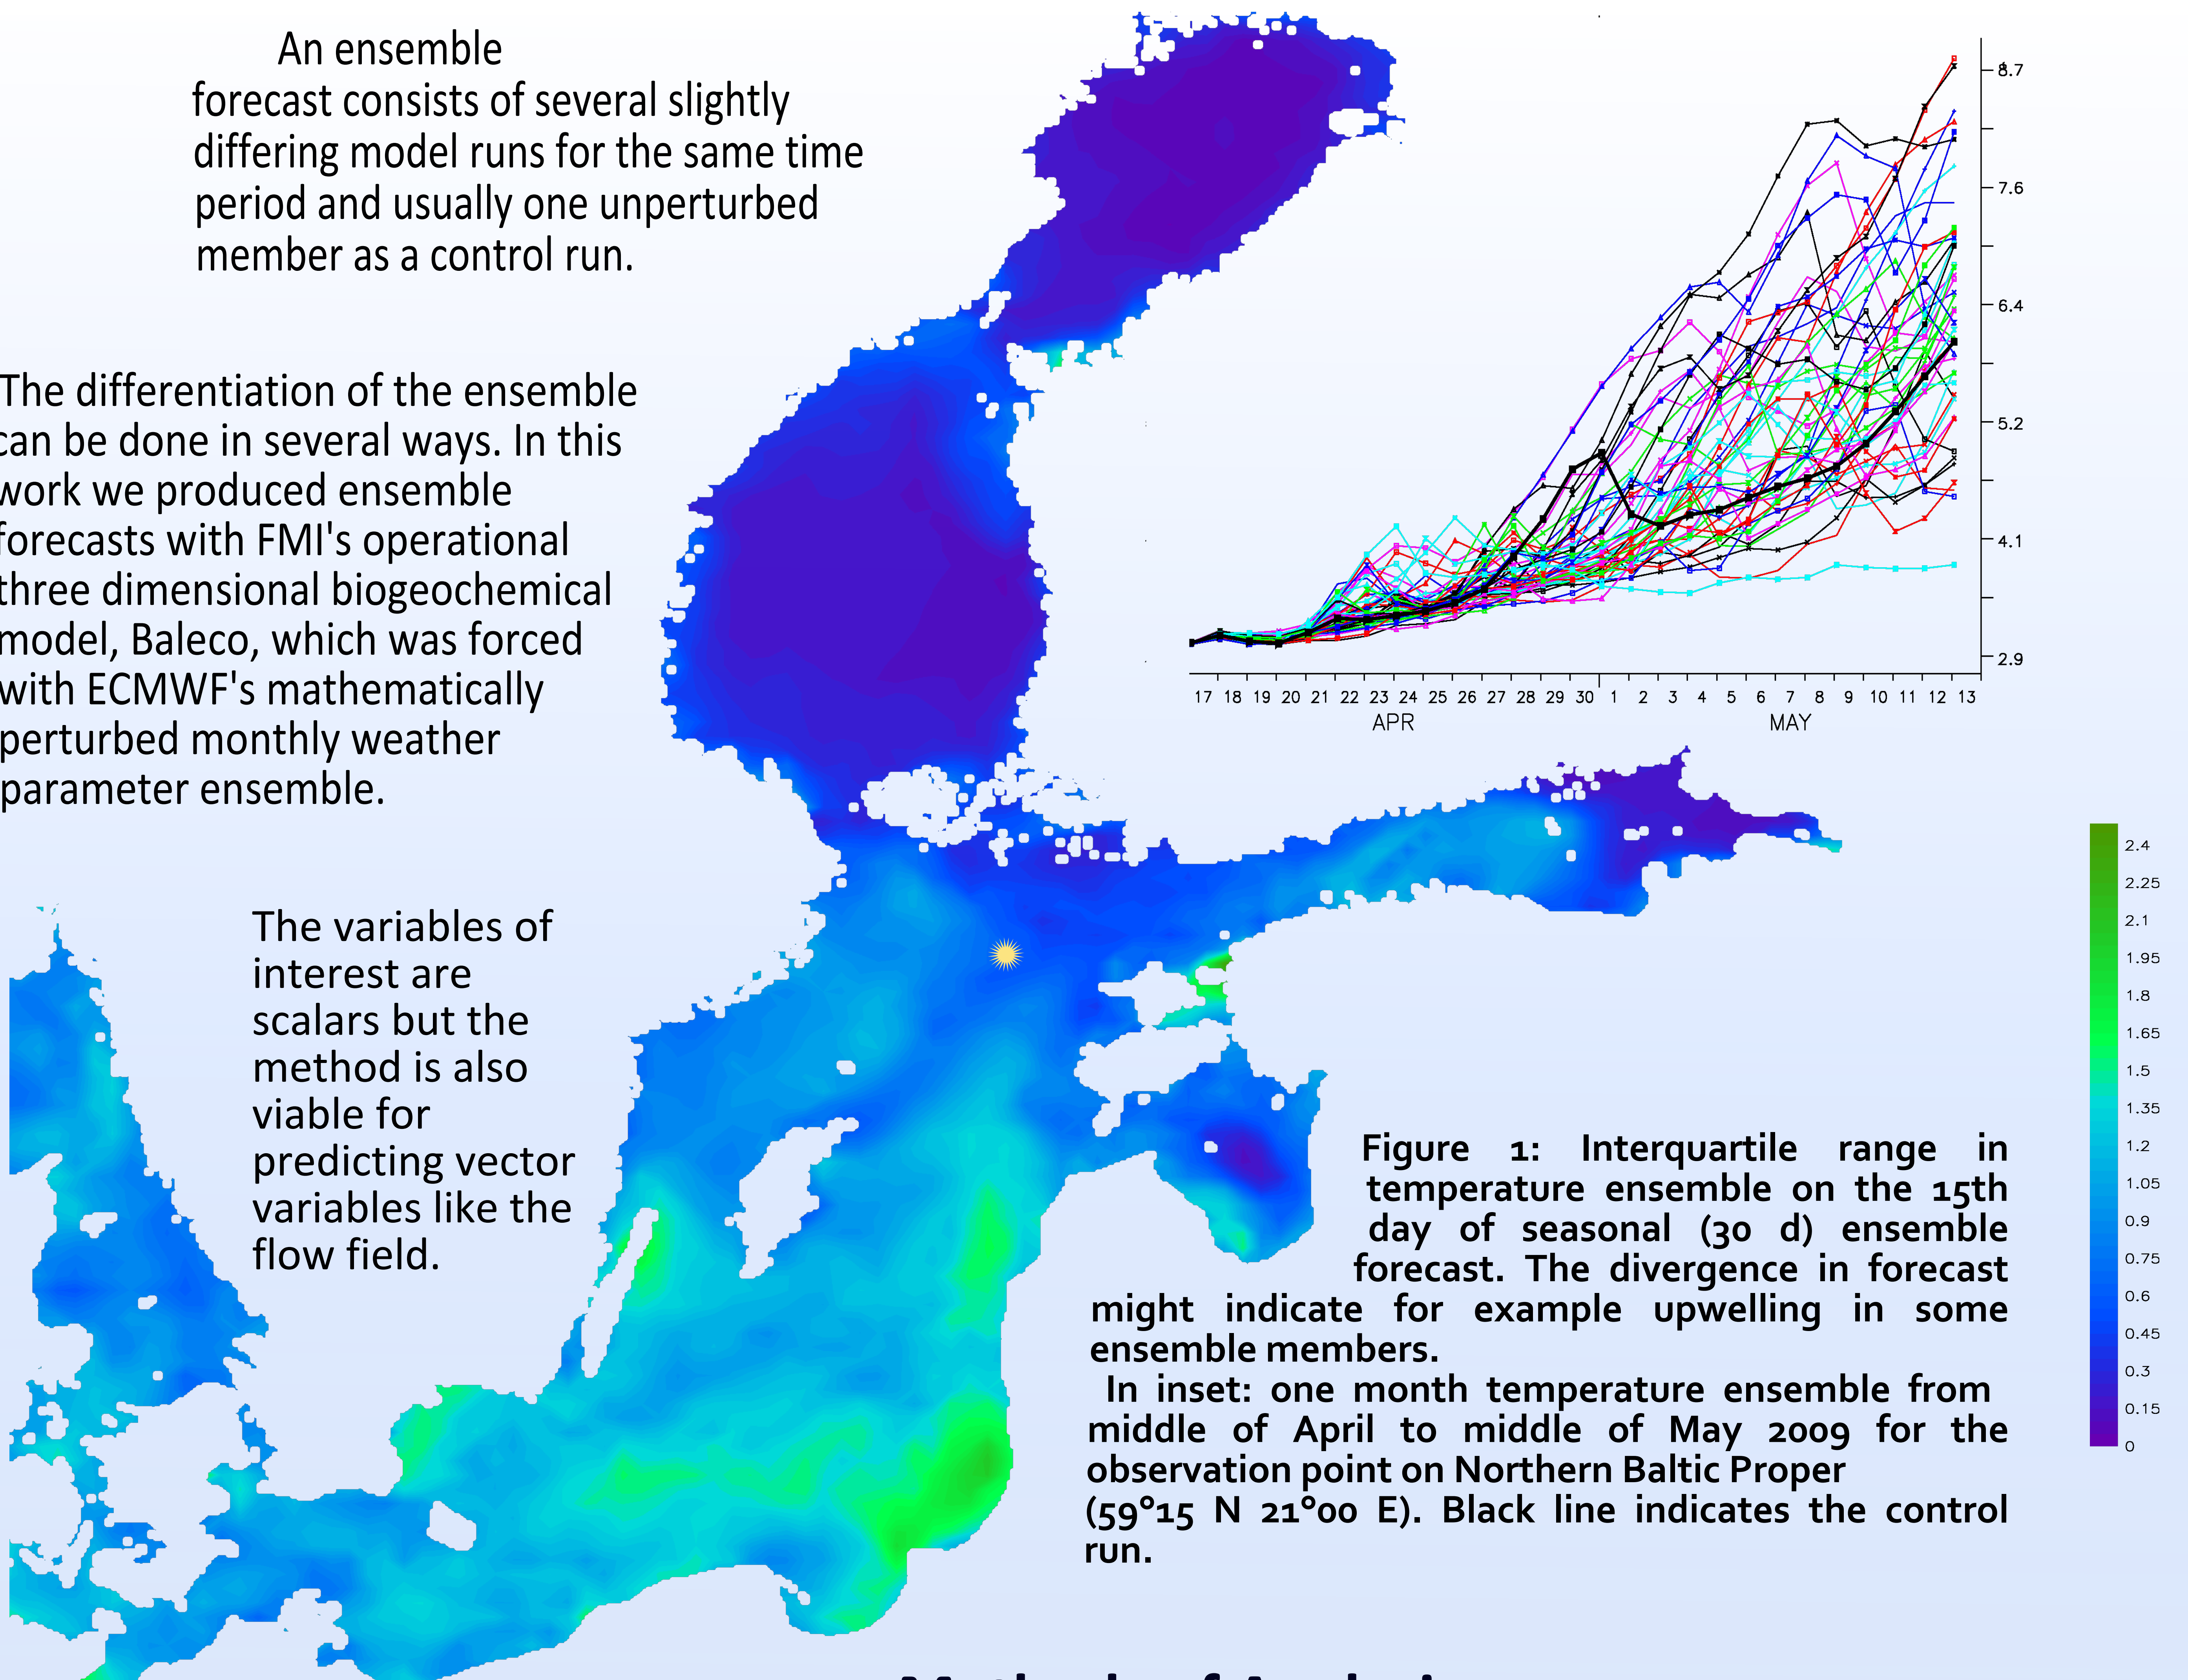 An ensemble
forecast consists of several slightly
differing model runs for the same time
period and usually one unperturbed
member as a control run.
The differentiation of the ensemble
can be done in several ways. In this
work we produced ensemble
forecasts with FMI's operational
three dimensional biogeochemical
model, Baleco, which was forced
with ECMWF's mathematically
perturbed monthly weather
parameter ensemble.
The variables of
interest are
scalars but the
method is also
viable for
predicting vector
variables like the
flow field.
8.7
7.6
6.4
5.2
4.1
2.9
17 18 19 20 21 22 23 24 25 26 27 28 29 30 1 2 3 4 5 6 7 8 9 10 11 12 13
APR MAY
2.4
2.25
2.1
1.95
1.8
1.65
1.5
1.35
1.2
1.05
0.9
0.75
0.6
0.45
0.3
0.15
0
Figure 1: Interquartile range in
temperature ensemble on the 15th
day of seasonal (30 d) ensemble
forecast. The divergence in forecast
might indicate for example upwelling in some
ensemble members.
In inset: one month temperature ensemble from
middle of April to middle of May 2009 for the
observation point on Northern Baltic Proper
(59°15 N 21°00 E). Black line indicates the control
run.